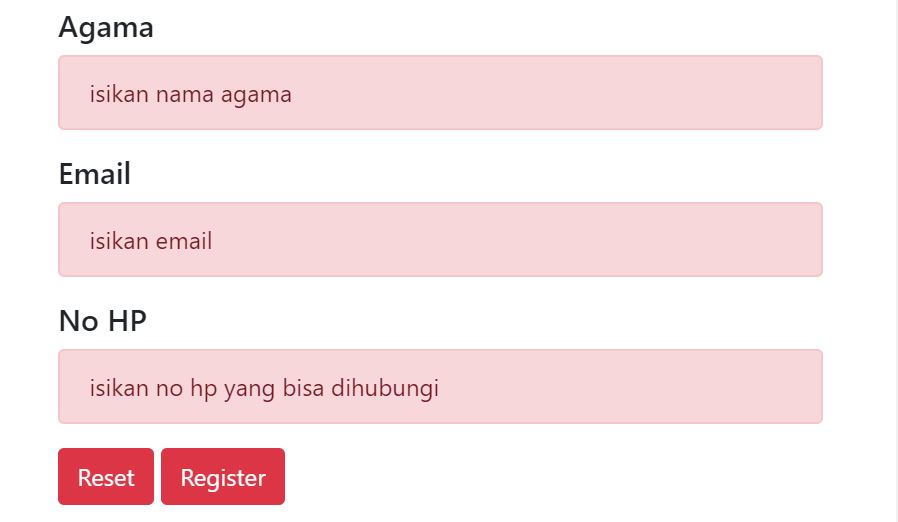 Agama
isikan nama agama
Email
isikan email
No HP
isikan no hp yang bisa dihubungi
Reset Register